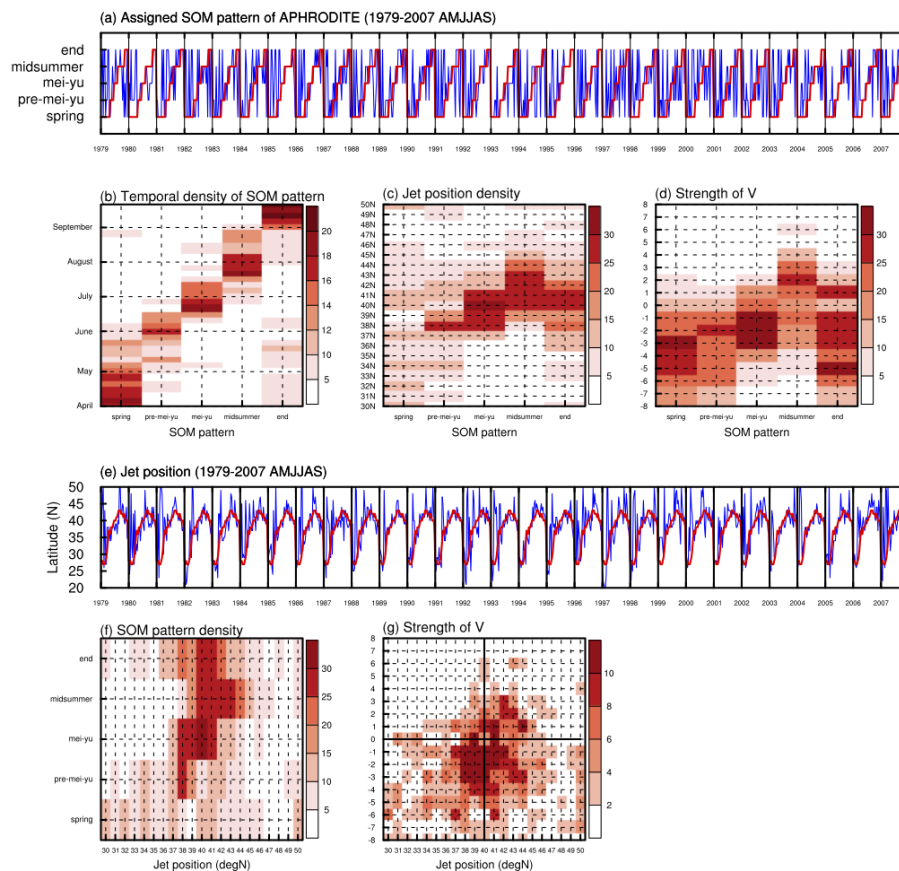 (a) Assigned SOM pattern of APHRODITE (1979-2007 AMJJAS)
end
midsummer
mei-yu
pre-mei-yu
spring
1979 1980 1981 1982 1983 1984 1985 1986 1987 1988 1989 1990 1991 1992 1993 1994 1995 1996 1997 1998 1999 2000 2001 2002 2003 2004 2005 2006 2007
(b) Temporal density of SOM pattern
September
August
July
June
May
April
spring pre-mei-yu mei-yu midsummer end
SOM pattern
20
18
16
14
12
10
5
(c) Jet position density
50N
49N
48N
47N
46N
45N
44N
43N
42N
41N
40N
39N
38N
37N
36N
35N
34N
33N
32N
31N
30N
spring pre-mei-yu mei-yu midsummer end
SOM pattern
30
25
20
15
10
5
(d) Strength of V
8
7
6
5
4
3
2
1
0
-1
-2
-3
-4
-5
-6
-7
-8
spring pre-mei-yu mei-yu midsummer end
SOM pattern
30
25
20
15
10
5
(e) Jet position (1979-2007 AMJJAS)
Latitude (N)
50
45
40
35
30
25
20
1979 1980 1981 1982 1983 1984 1985 1986 1987 1988 1989 1990 1991 1992 1993 1994 1995 1996 1997 1998 1999 2000 2001 2002 2003 2004 2005 2006 2007
(f) SOM pattern density
end
midsummer
mei-yu
pre-mei-yu
spring
30 31 32 33 34 35 36 37 38 39 40 41 42 43 44 45 46 47 48 49 50
Jet position (degN)
30
25
20
15
10
5
(g) Strength of V
8
7
6
5
4
3
2
1
0
-1
-2
-3
-4
-5
-6
-7
-8
30 31 32 33 34 35 36 37 38 39 40 41 42 43 44 45 46 47 48 49 50
Jet position (degN)
10
8
6
4
2